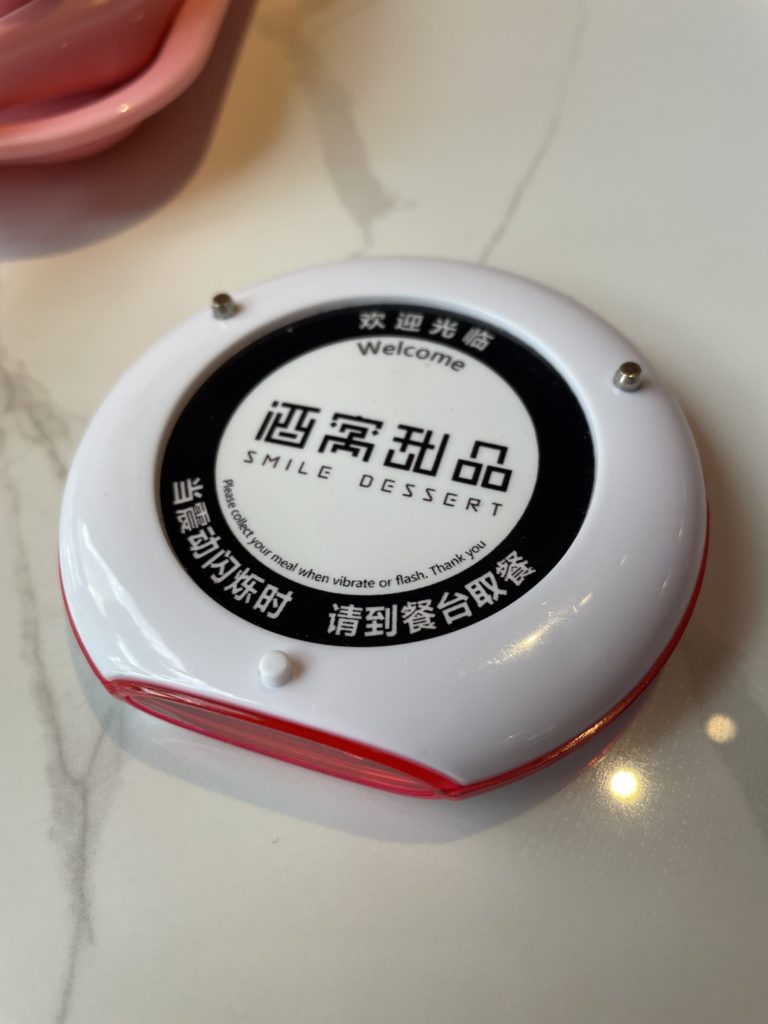 欢迎光临
Welcome
酒窝甜品
SMILE DESSERT
Please collect your meal when vibrate or flash. Thank you
当震动闪烁时 请到餐台取餐